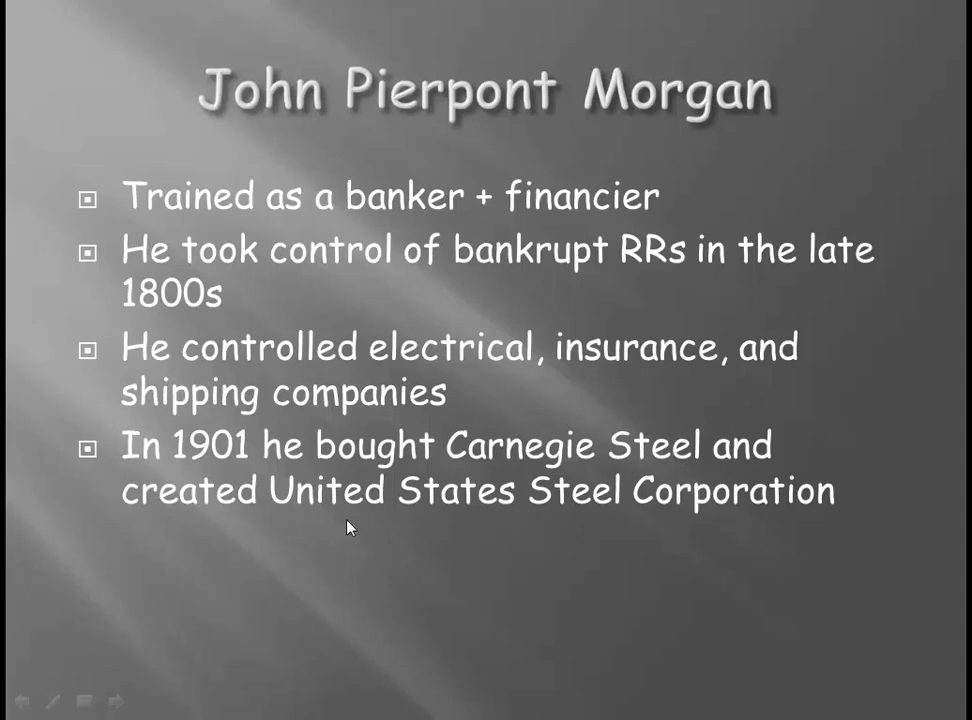 John Pierpont Morgan
Trained as a banker + financier
He took control of bankrupt RRs in the late
1800s
He controlled electrical, insurance, and
shipping companies
In 1901 he bought Carnegie Steel and
created United States Steel Corporation